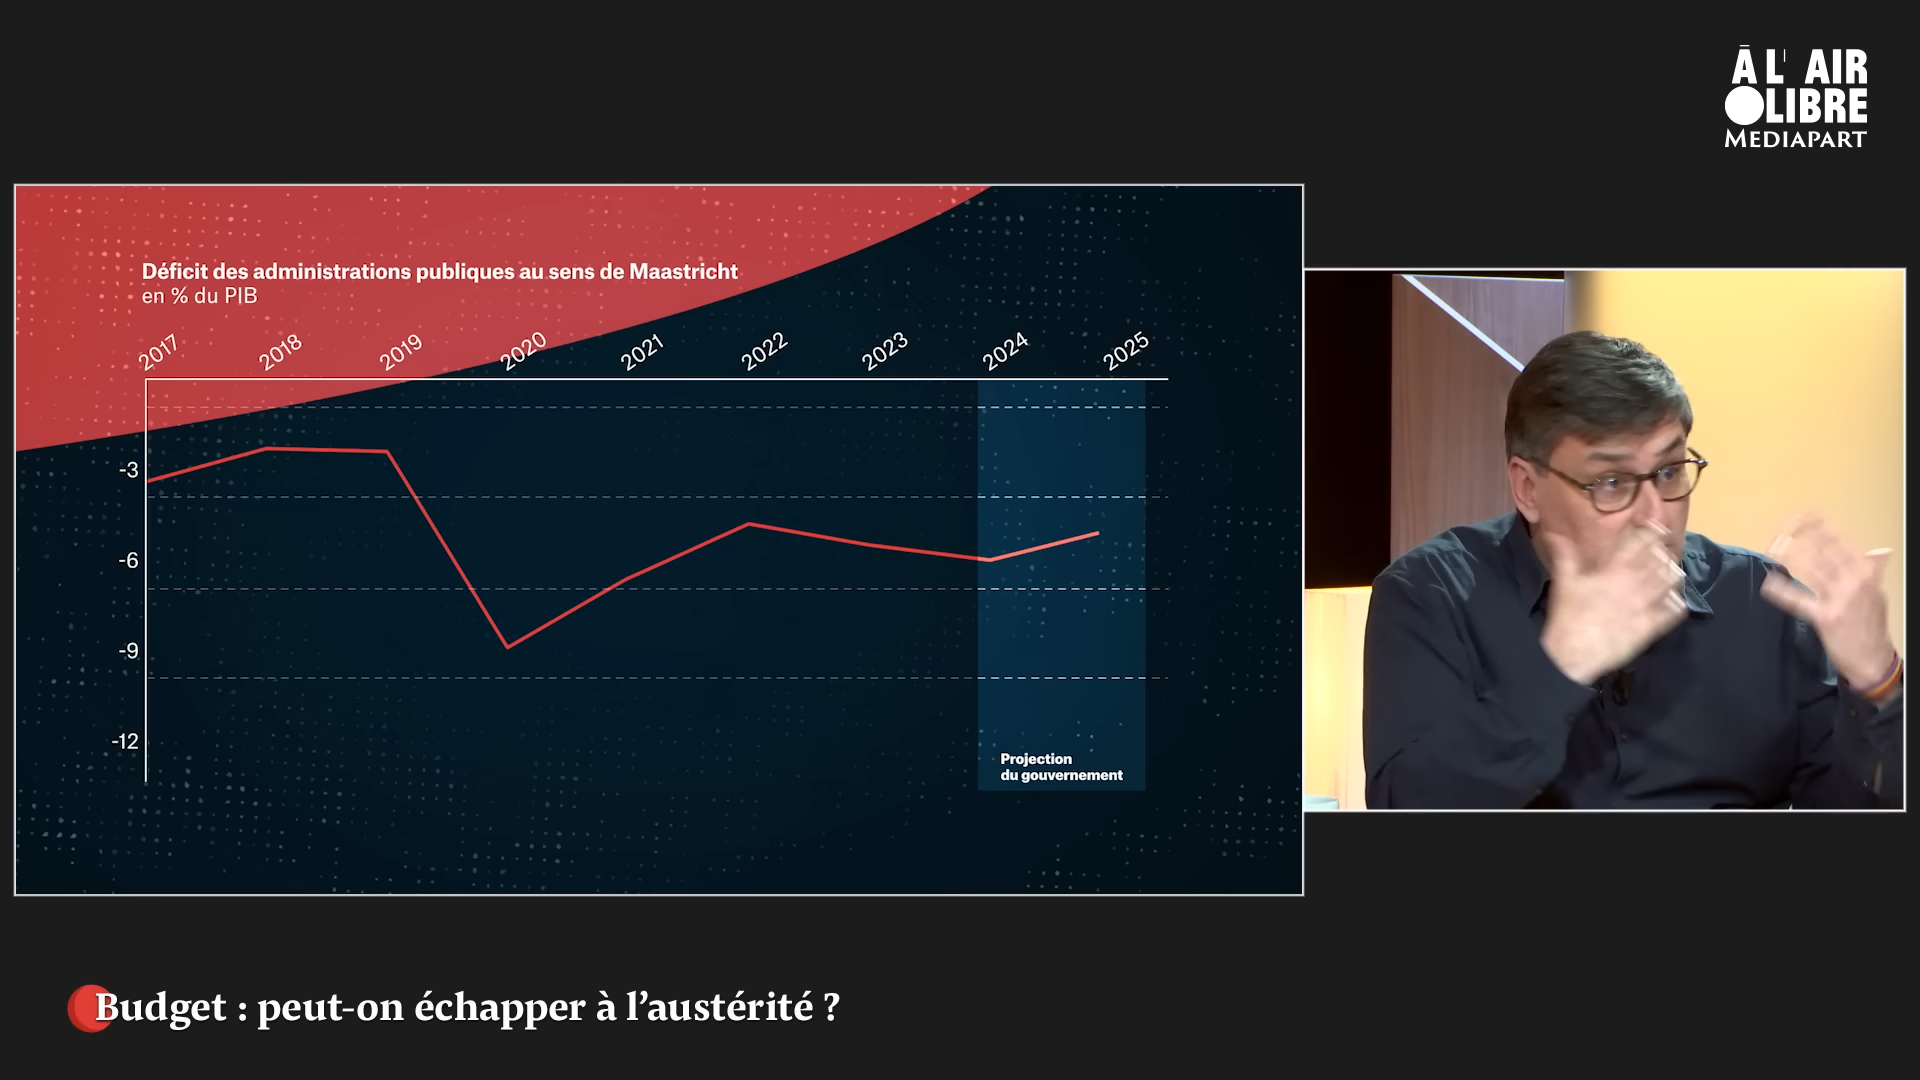 À L' AIR
LIBRE
MEDIAPART
Déficit des administrations publiques au sens de Maastricht
en % du PIB
2017 2018 2019 2020 2021 2022 2023 2024 2025
-3
-6
-9
-12
Projection
du gouvernement
Budget : peut-on échapper à l’austérité ?